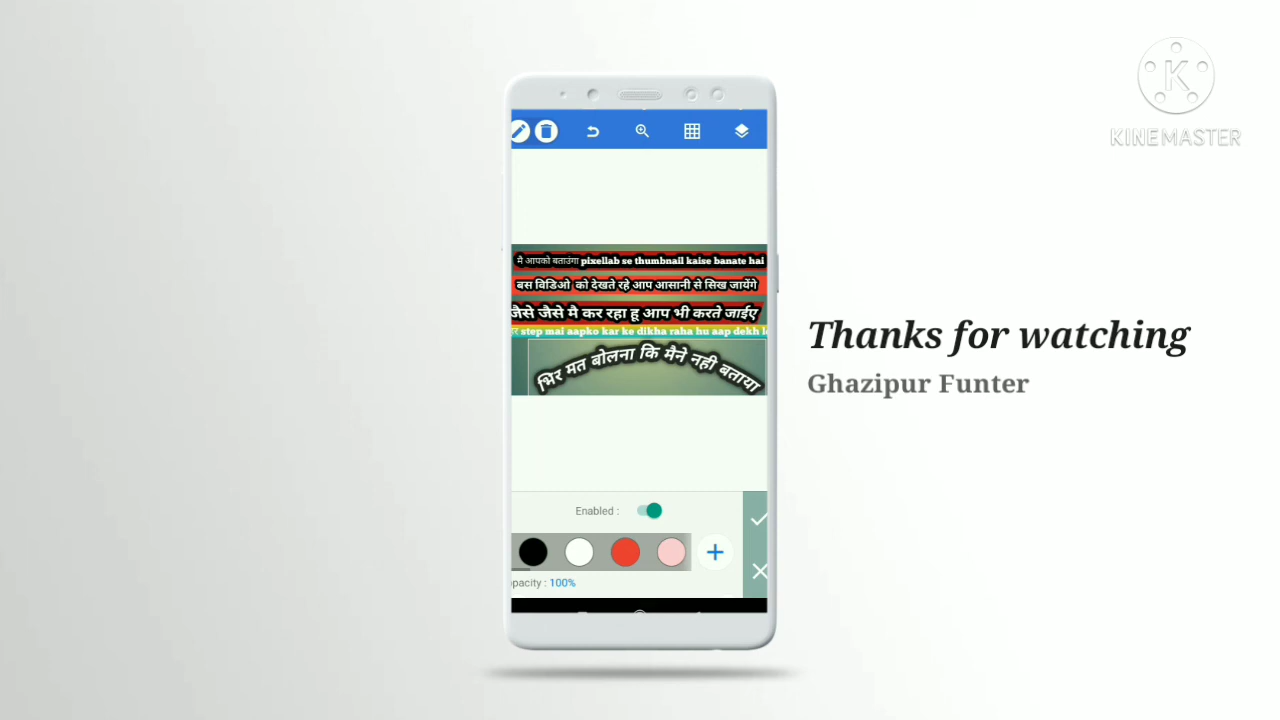 KINEMASTER
मै आपको बताउंगा pixellab se thumbnail kaise banate hai
बस विडिओ को देखते रहे आप आसानी से सिख जायेंगे
जैसे जैसे मै कर रहा हू आप भी करते जाईए
step mai aapko kar ke dikha raha hu aap dekh
भिर मत बोलना कि मैने नही बताया
Thanks for watching
Ghazipur Funter
Enabled :
pacity : 100%